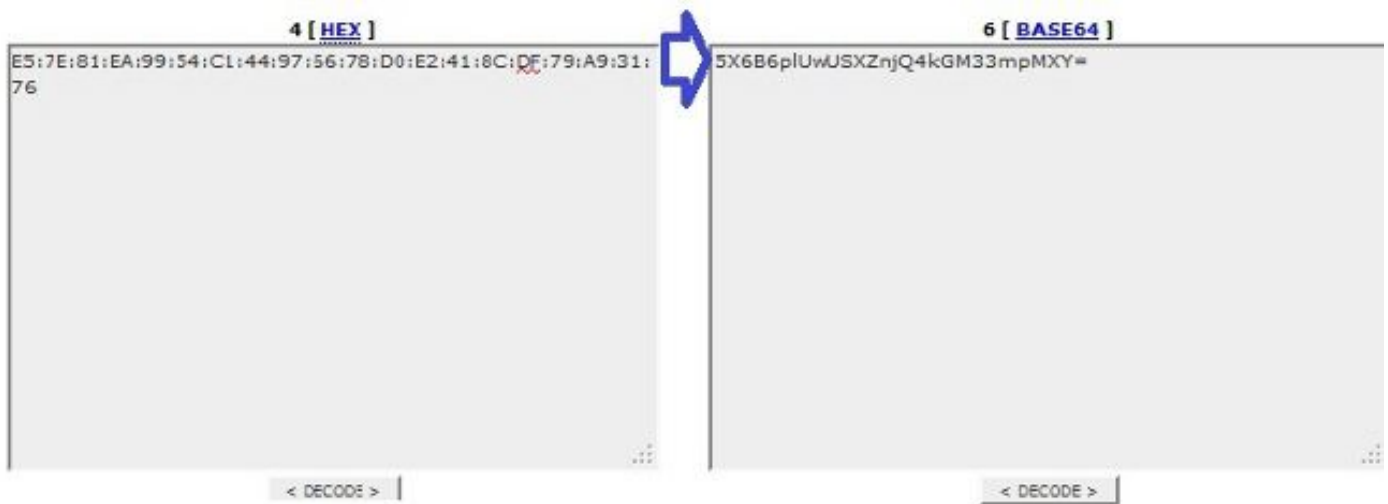 4 [ HEX ]
E5:7E:81:EA:99:54:C1:44:97:56:78:D0:E2:41:8C:DF:79:A9:31:
76
< DECODE >
6 [ BASE64 ]
5X6B6plUwUSXZnjQ4kGM33mpMXY=
< DECODE >